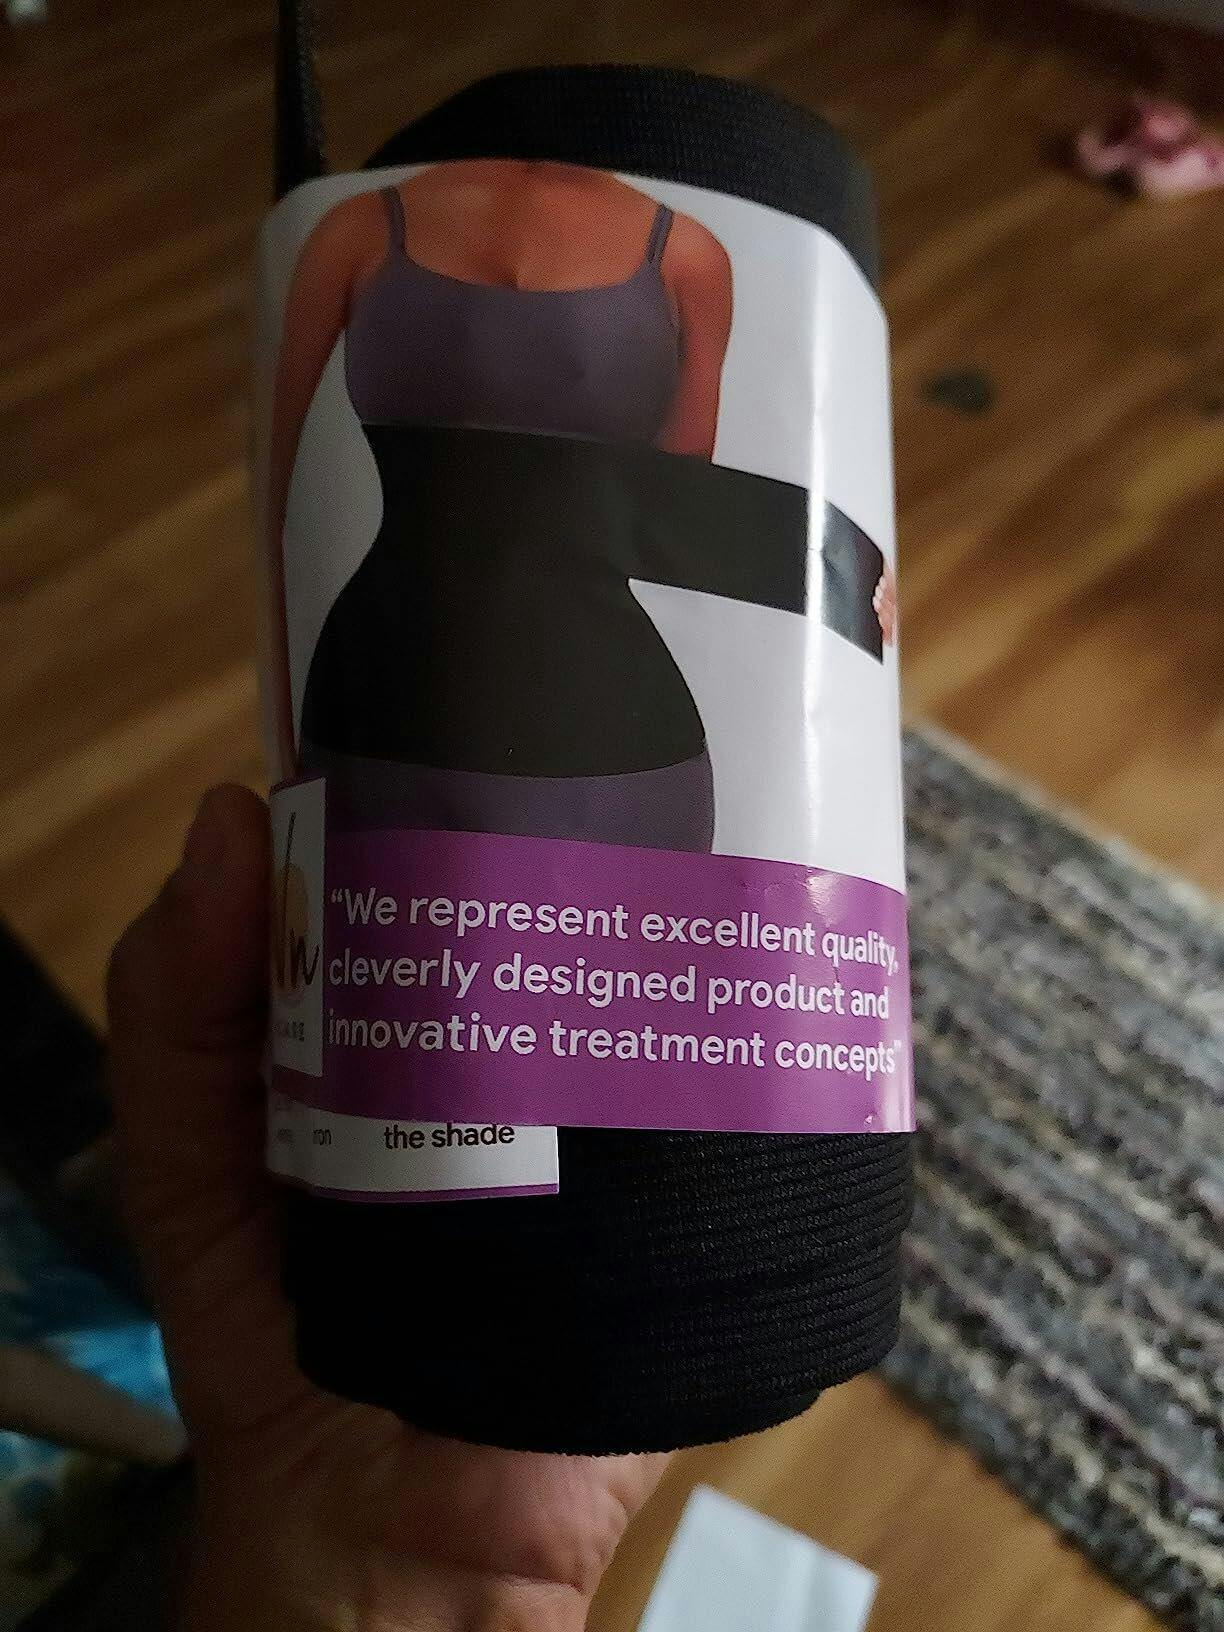 “We represent excellent quality,
cleverly designed product and
innovative treatment concepts”
the shade